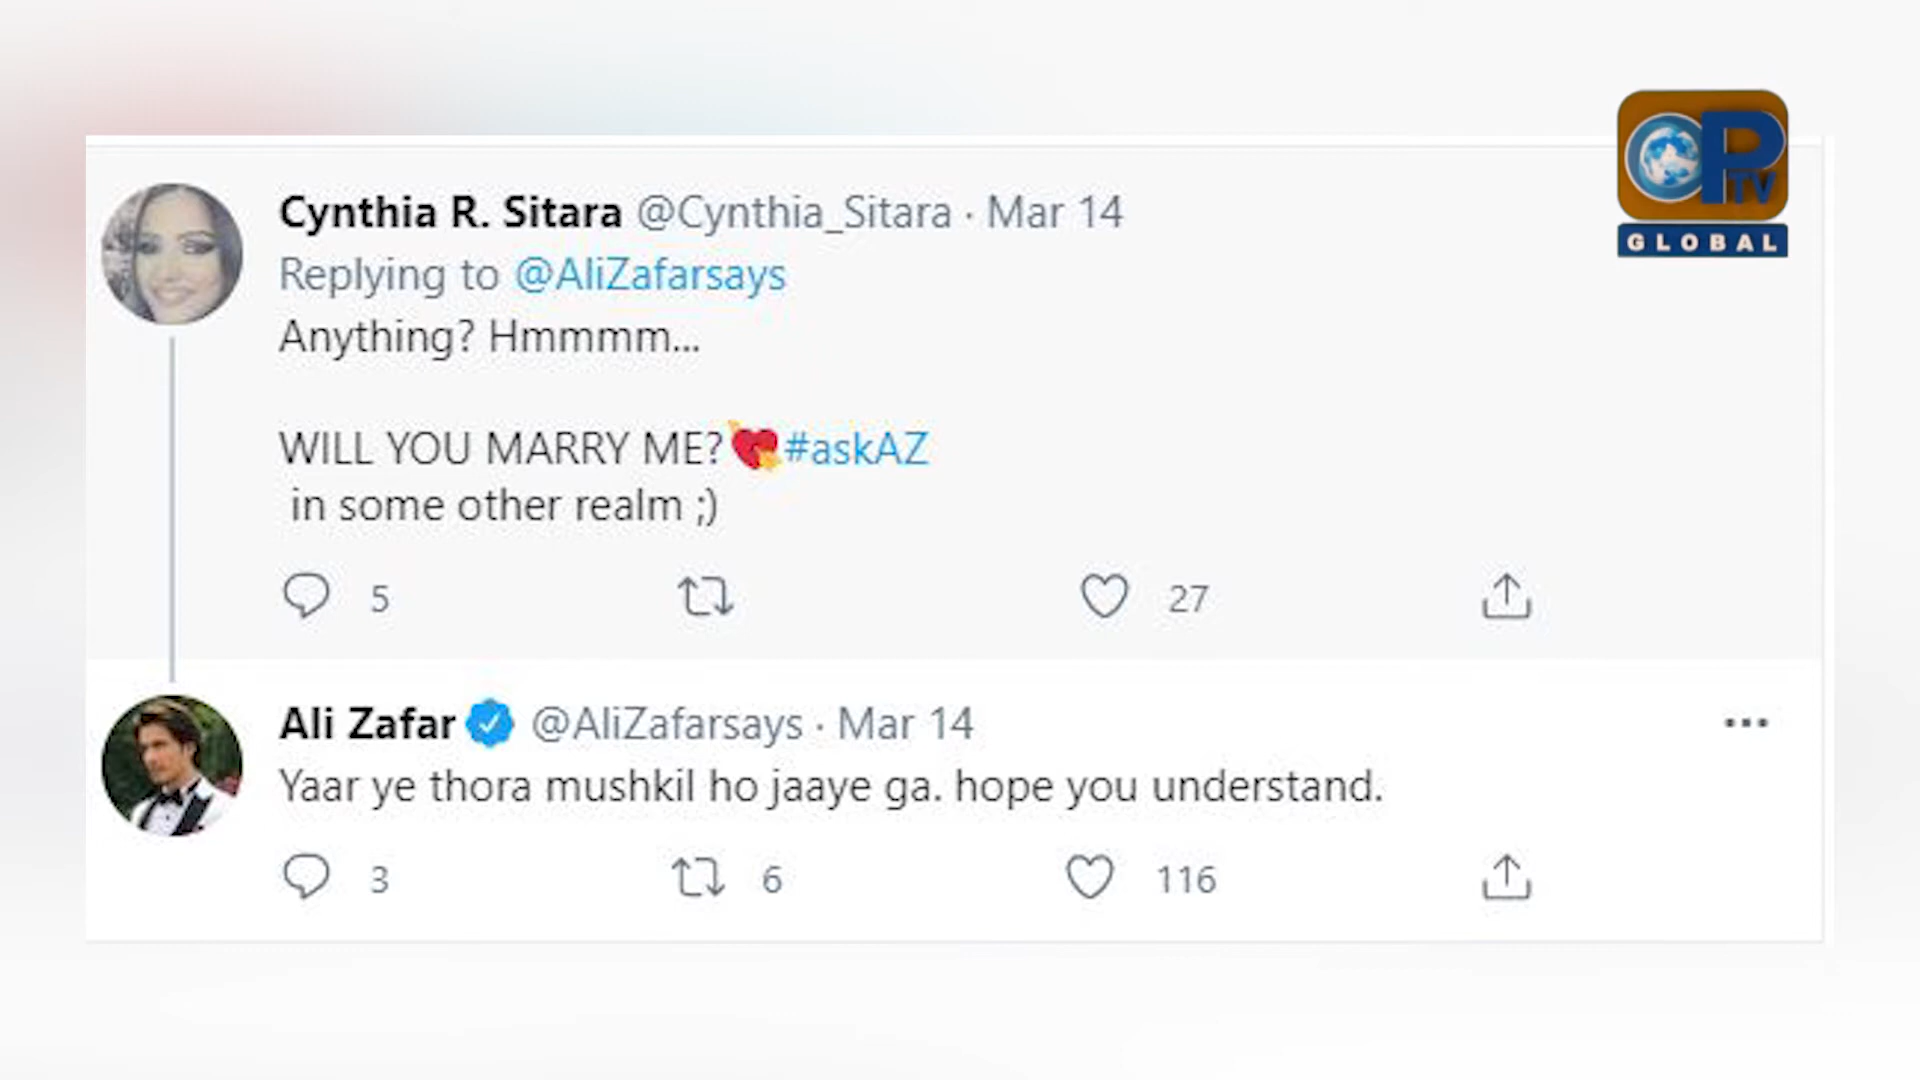 Cynthia R. Sitara @Cynthia_Sitara · Mar 14
Replying to @AliZafarsays
Anything? Hmmmm...
WILL YOU MARRY ME?💘#askAZ
in some other realm ;)
5 27
Ali Zafar @AliZafarsays · Mar 14
Yaar ye thora mushkil ho jaaye ga. hope you understand.
3 6 116
OPTV
GLOBAL